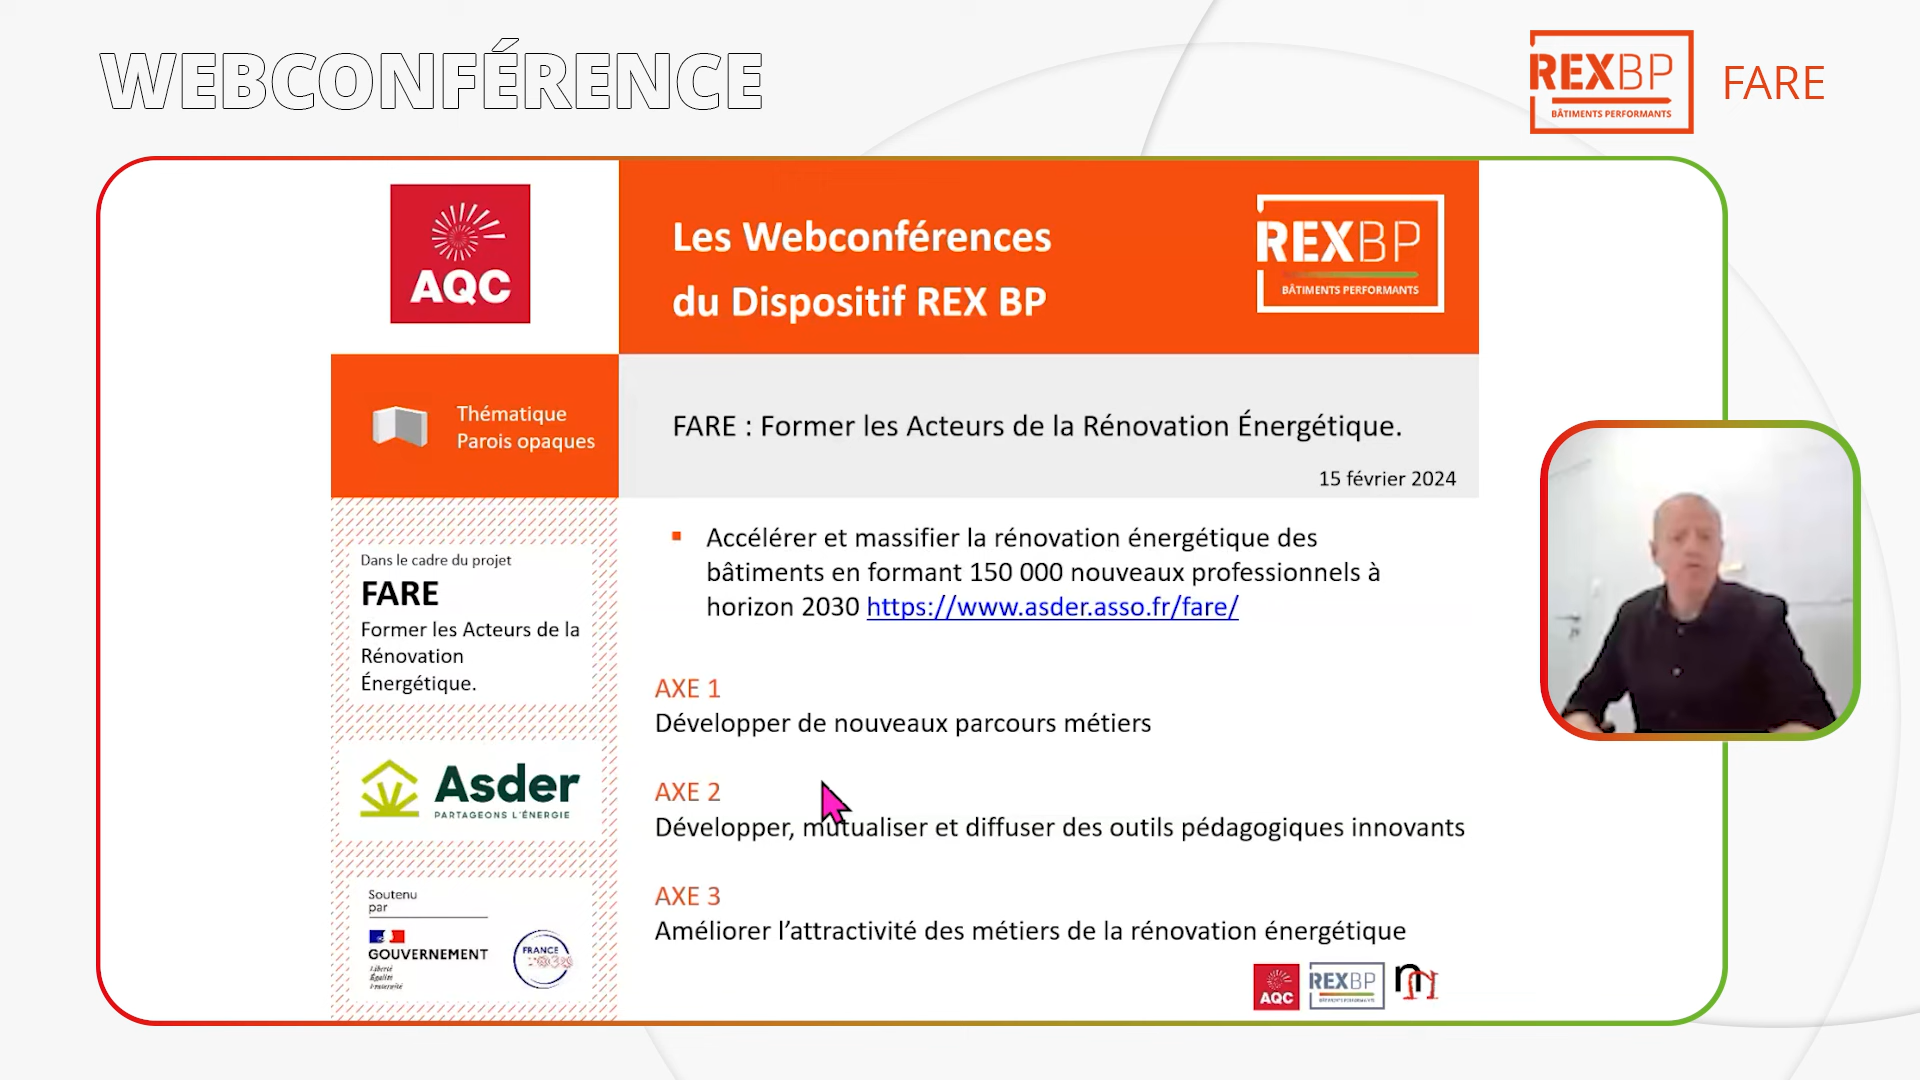 WEBCONFÉRENCE
REXBP
BÂTIMENTS PERFORMANTS
FARE
AQC
Les Webconférences
du Dispositif REX BP
REXBP
BÂTIMENTS PERFORMANTS
Thématique
Parois opaques
FARE : Former les Acteurs de la Rénovation Énergétique.
15 février 2024
Dans le cadre du projet
FARE
Former les Acteurs de la
Rénovation
Énergétique.
Asder
PARTAGEONS L'ÉNERGIE
Soutenu
par
GOUVERNEMENT
Liberté
Égalité
Fraternité
FRANCE
▪ Accélérer et massifier la rénovation énergétique des
bâtiments en formant 150 000 nouveaux professionnels à
horizon 2030 https://www.asder.asso.fr/fare/
AXE 1
Développer de nouveaux parcours métiers
AXE 2
Développer, mutualiser et diffuser des outils pédagogiques innovants
AXE 3
Améliorer l’attractivité des métiers de la rénovation énergétique
AQC
REXBP
BÂTIMENTS PERFORMANTS